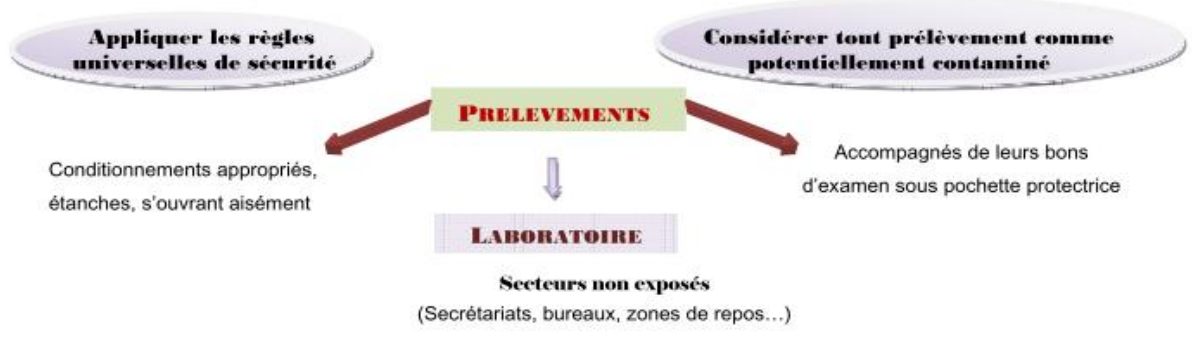 Appliquer les règles
universelles de sécurité
Considérer tout prélèvement comme
potentiellement contaminé
PRELEVEMENTS
Conditionnements appropriés,
étanches, s'ouvrant aisément
Accompagnés de leurs bons
d'examen sous pochette protectrice
LABORATOIRE
Secteurs non exposés
(Secrétariats, bureaux, zones de repos…)